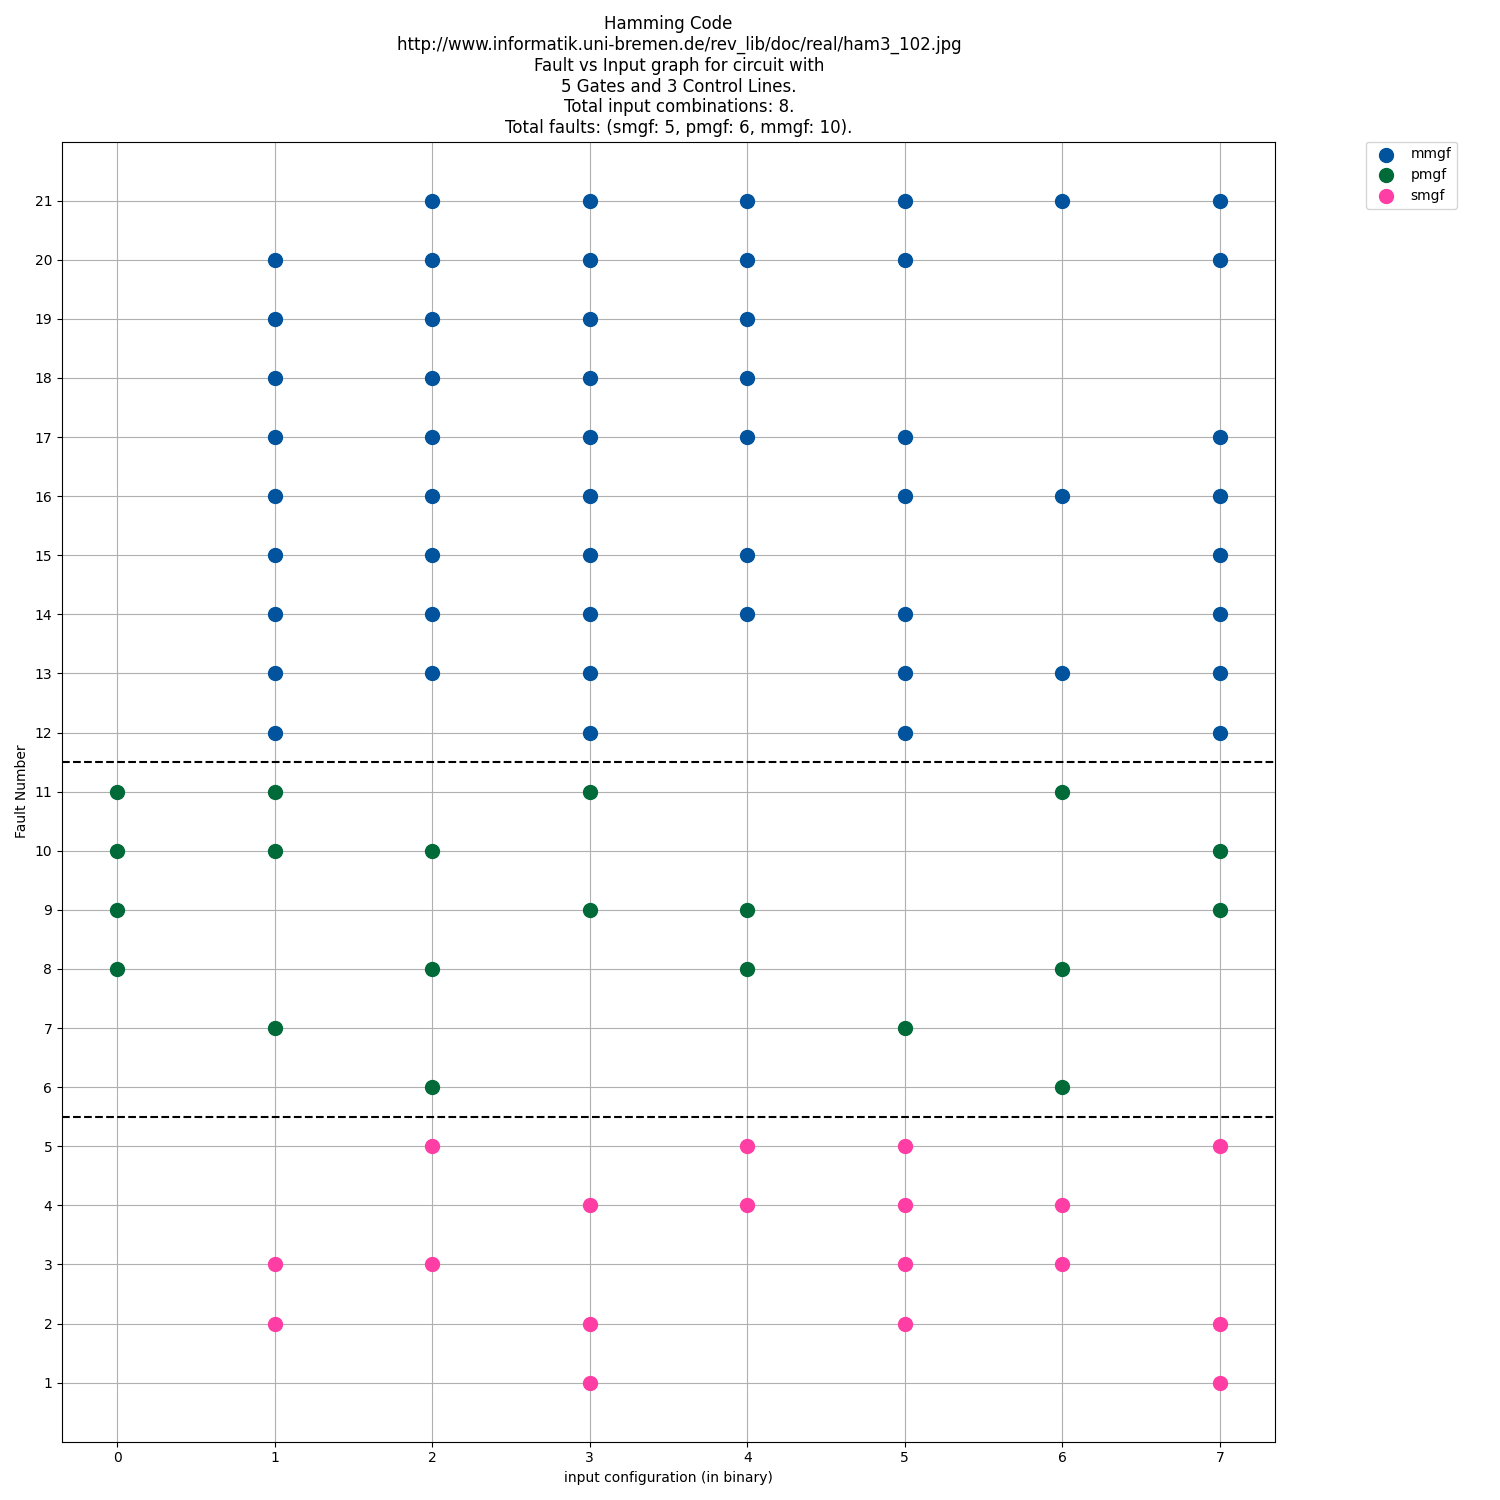 Hamming Code
http://www.informatik.uni-bremen.de/rev_lib/doc/real/ham3_102.jpg
Fault vs Input graph for circuit with
5 Gates and 3 Control Lines.
Total input combinations: 8.
Total faults: (smgf: 5, pmgf: 6, mmgf: 10).
mmgf
pmgf
smgf
Fault Number
21
20
19
18
17
16
15
14
13
12
11
10
9
8
7
6
5
4
3
2
1
0 1 2 3 4 5 6 7
input configuration (in binary)